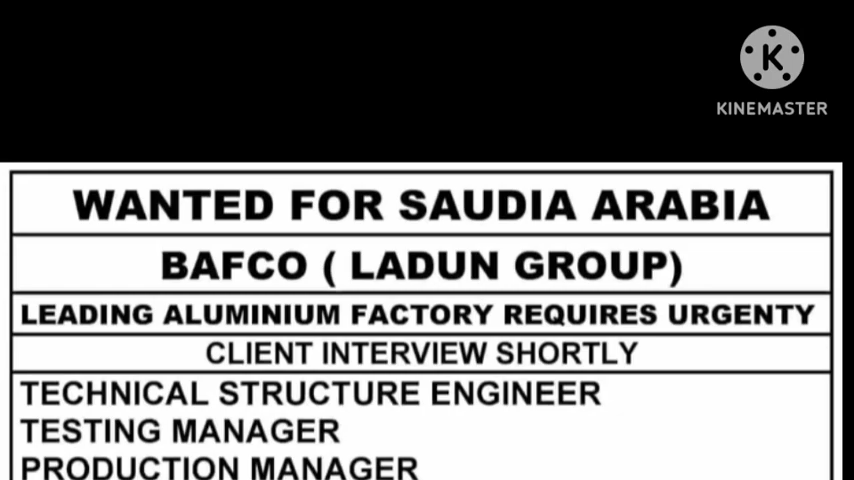 KINEMASTER
WANTED FOR SAUDIA ARABIA
BAFCO ( LADUN GROUP)
LEADING ALUMINIUM FACTORY REQUIRES URGENTY
CLIENT INTERVIEW SHORTLY
TECHNICAL STRUCTURE ENGINEER
TESTING MANAGER
PRODUCTION MANAGER